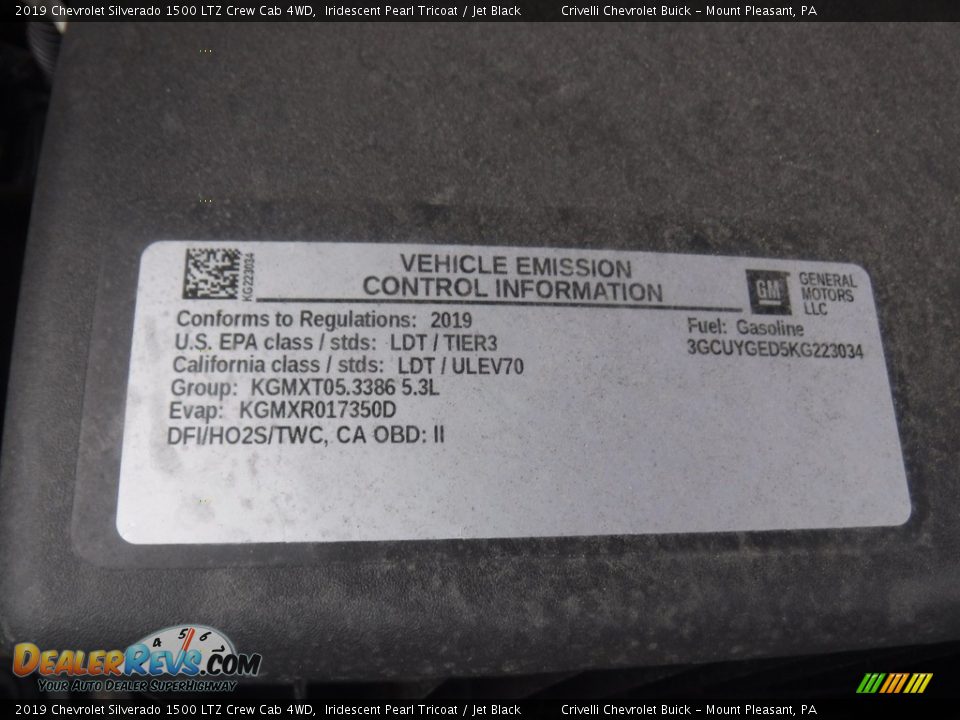 2019 Chevrolet Silverado 1500 LTZ Crew Cab 4WD, Iridescent Pearl Tricoat / Jet Black Crivelli Chevrolet Buick - Mount Pleasant, PA
KG223034
VEHICLE EMISSION
CONTROL INFORMATION
GM
GENERAL
MOTORS
LLC
Conforms to Regulations: 2019
U.S. EPA class / stds: LDT / TIER3
California class / stds: LDT / ULEV70
Group: KGMXT05.3386 5.3L
Evap: KGMXR017350D
DFI/HO2S/TWC, CA OBD: II
Fuel: Gasoline
3GCUYGED5KG223034
4 5 6
DEALERREVS.COM
YOUR AUTO DEALER SUPERHIGHWAY
2019 Chevrolet Silverado 1500 LTZ Crew Cab 4WD, Iridescent Pearl Tricoat / Jet Black Crivelli Chevrolet Buick - Mount Pleasant, PA